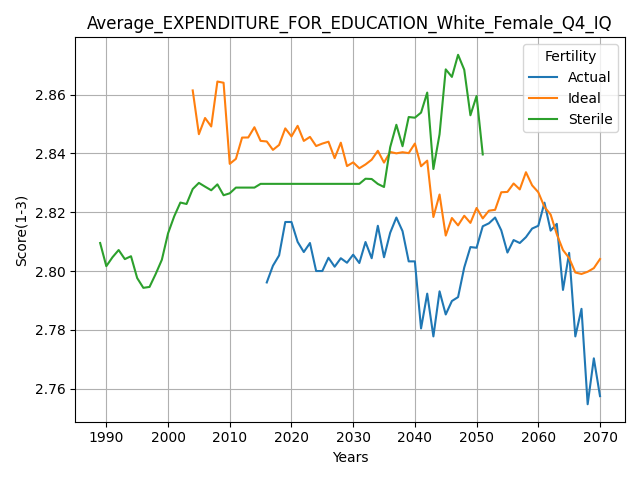 Average_EXPENDITURE_FOR_EDUCATION_White_Female_Q4_IQ
Fertility
Actual
Ideal
Sterile
Score(1-3)
2.86
2.84
2.82
2.80
2.78
2.76
1990 2000 2010 2020 2030 2040 2050 2060 2070
Years